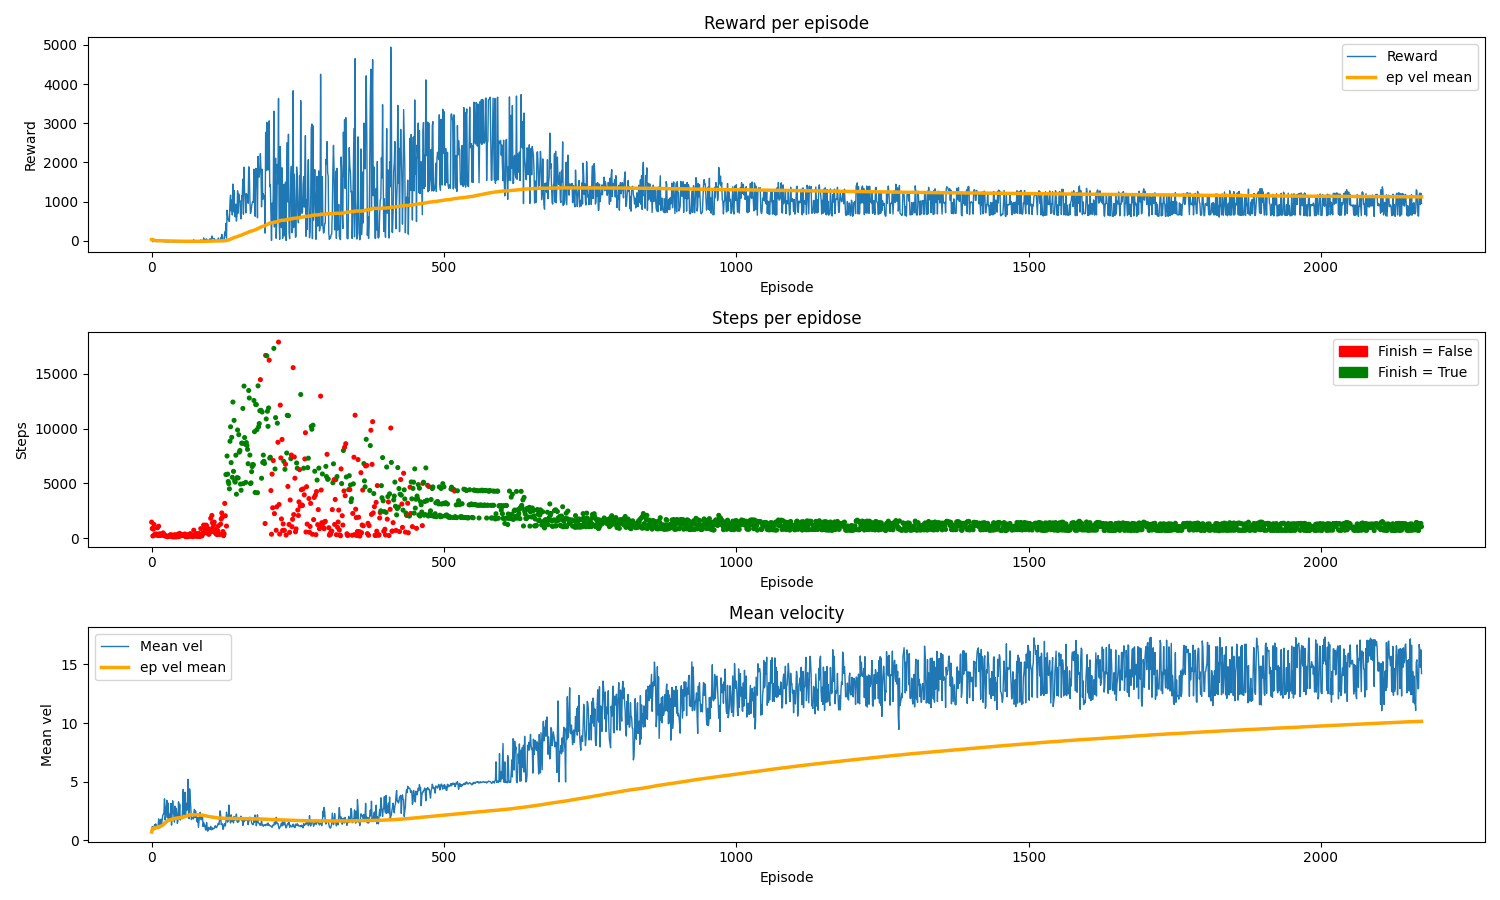 Reward per episode
5000
4000
3000
2000
1000
0
Reward
Reward
ep vel mean
0
500
1000
1500
2000
Episode
Steps per epidose
15000
10000
5000
0
Steps
Finish = False
Finish = True
0
500
1000
1500
2000
Episode
Mean velocity
15
10
5
0
Mean vel
Mean vel
ep vel mean
0
500
1000
1500
2000
Episode